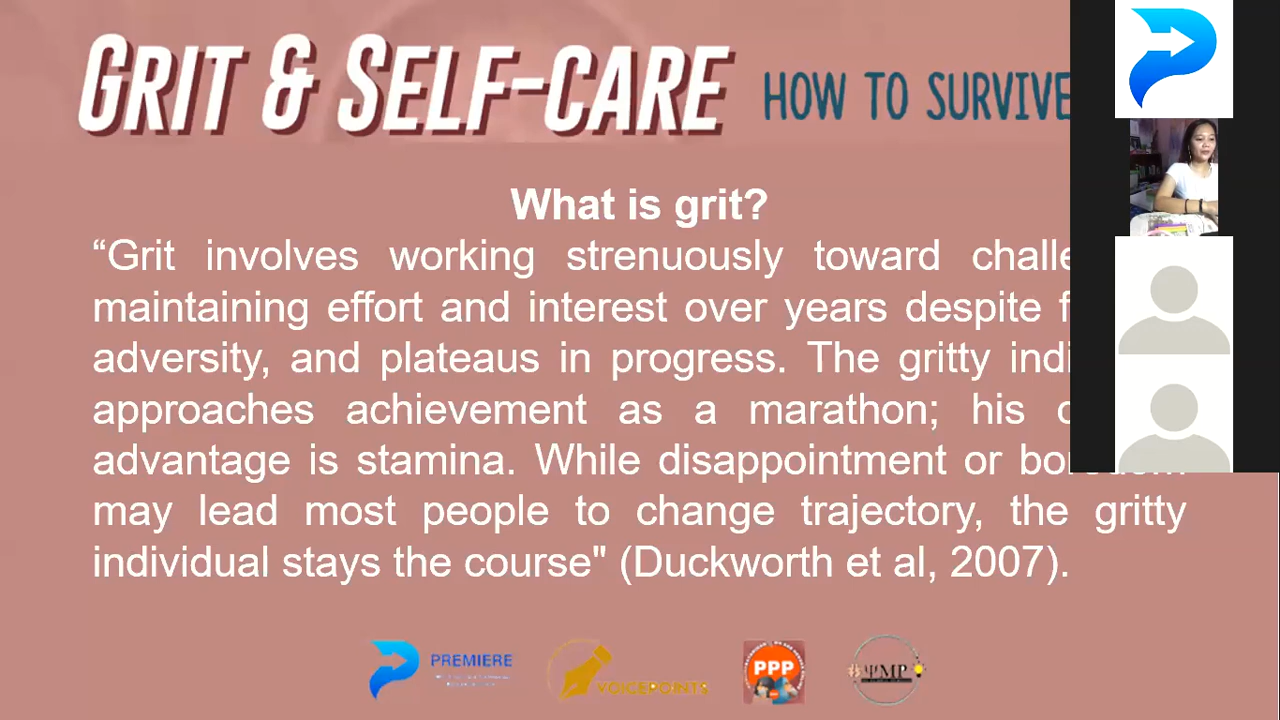 GRIT & SELF-CARE HOW TO SURVIVE
What is grit?
“Grit involves working strenuously toward
maintaining effort and interest over years despite
adversity, and plateaus in progress. The gritty
approaches achievement as a marathon; his
advantage is stamina. While disappointment or
may lead most people to change trajectory, the gritty
individual stays the course" (Duckworth et al, 2007).
PREMIERE
VOICEPOINTS
PPP
ΨMP